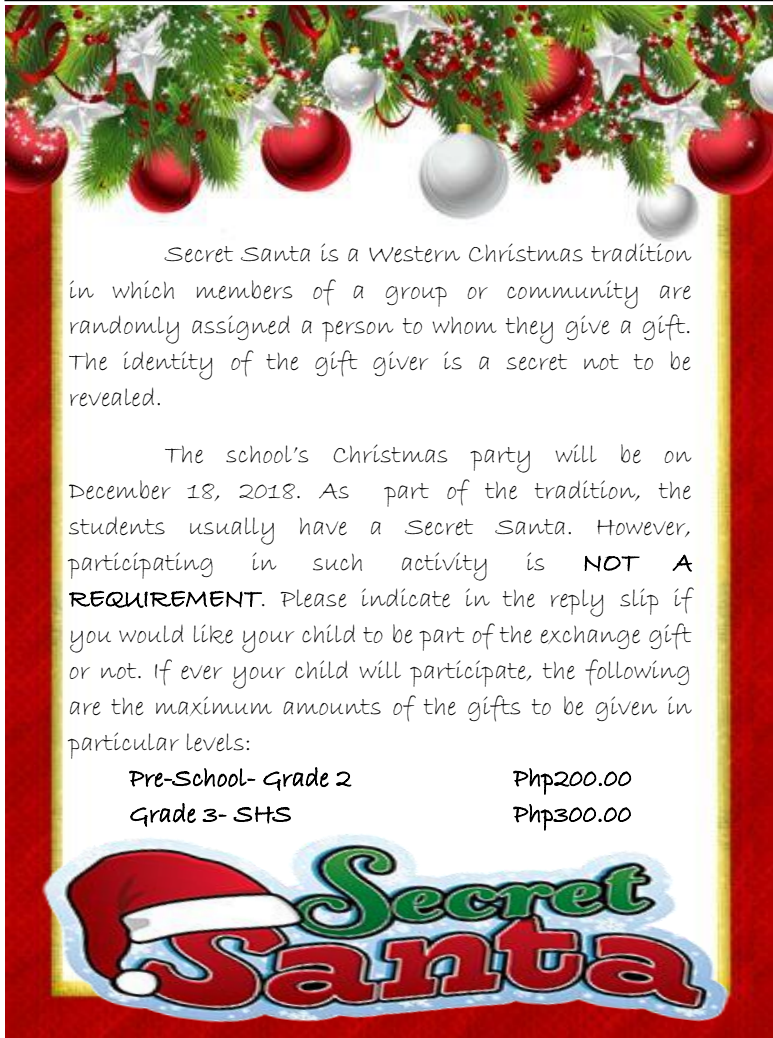 Secret Santa is a Western Christmas tradition
in which members of a group or community are
randomly assigned a person to whom they give a gift.
The identity of the gift giver is a secret not to be
revealed.
The school's Christmas party will be on
December 18, 2018. As part of the tradition, the
students usually have a Secret Santa. However,
participating in such activity is NOT A
REQUIREMENT. Please indicate in the reply slip if
you would like your child to be part of the exchange gift
or not. If ever your child will participate, the following
are the maximum amounts of the gifts to be given in
particular levels:
Pre-School- Grade 2 Php200.00
Grade 3- SHS Php300.00
Secret
Santa